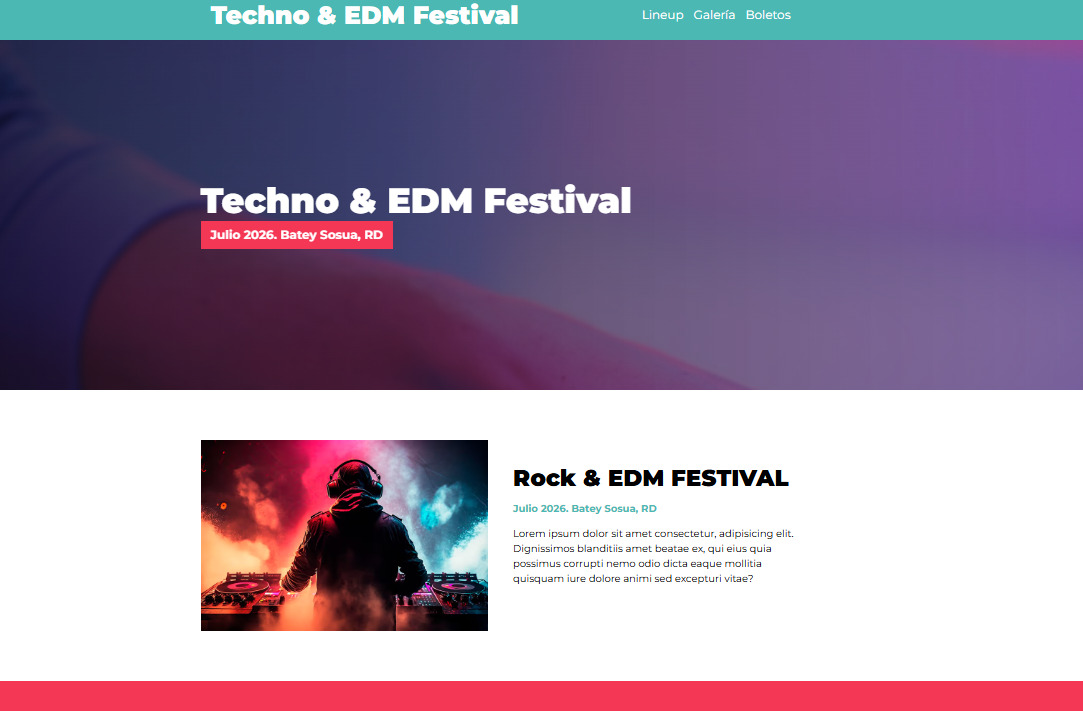 Techno & EDM Festival
Lineup Galería Boletos
Techno & EDM Festival
Julio 2026. Batey Sosua, RD
Rock & EDM FESTIVAL
Julio 2026. Batey Sosua, RD
Lorem ipsum dolor sit amet consectetur, adipisicing elit.
Dignissimos blanditiis amet beatae ex, qui eius quia
possimus corrupti nemo odio dicta eaque mollitia
quisquam iure dolore animi sed excepturi vitae?